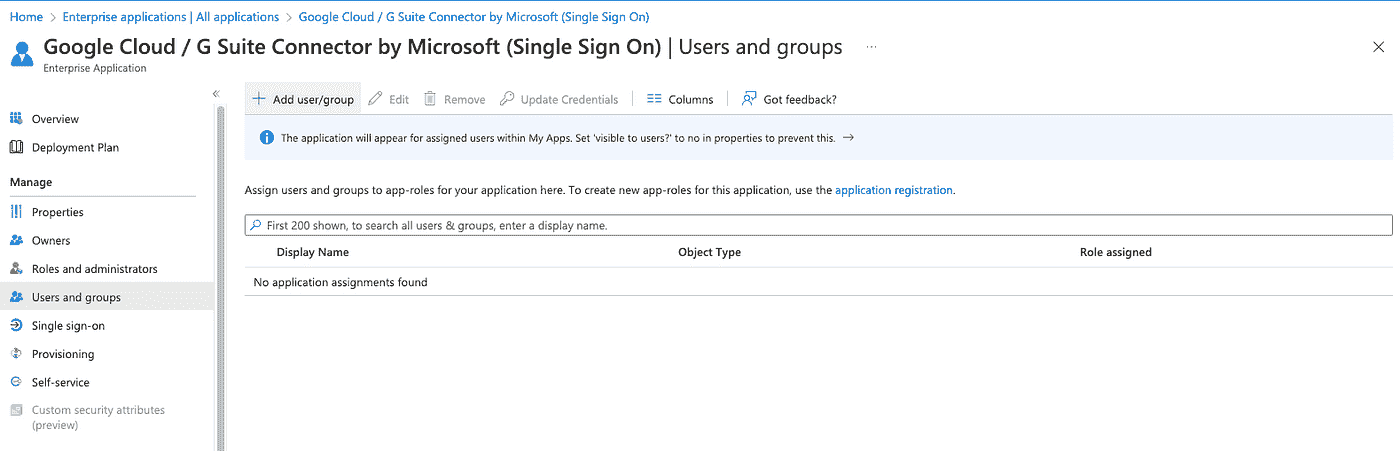 Home > Enterprise applications | All applications > Google Cloud / G Suite Connector by Microsoft (Single Sign On)
Google Cloud / G Suite Connector by Microsoft (Single Sign On) | Users and groups ...
Enterprise Application
Overview
Deployment Plan
Manage
Properties
Owners
Roles and administrators
Users and groups
Single sign-on
Provisioning
Self-service
Custom security attributes
(preview)
Add user/group Edit Remove Update Credentials Columns Got feedback?
The application will appear for assigned users within My Apps. Set 'visible to users?' to no in properties to prevent this. →
Assign users and groups to app-roles for your application here. To create new app-roles for this application, use the application registration.
First 200 shown, to search all users & groups, enter a display name.
Display Name Object Type Role assigned
No application assignments found